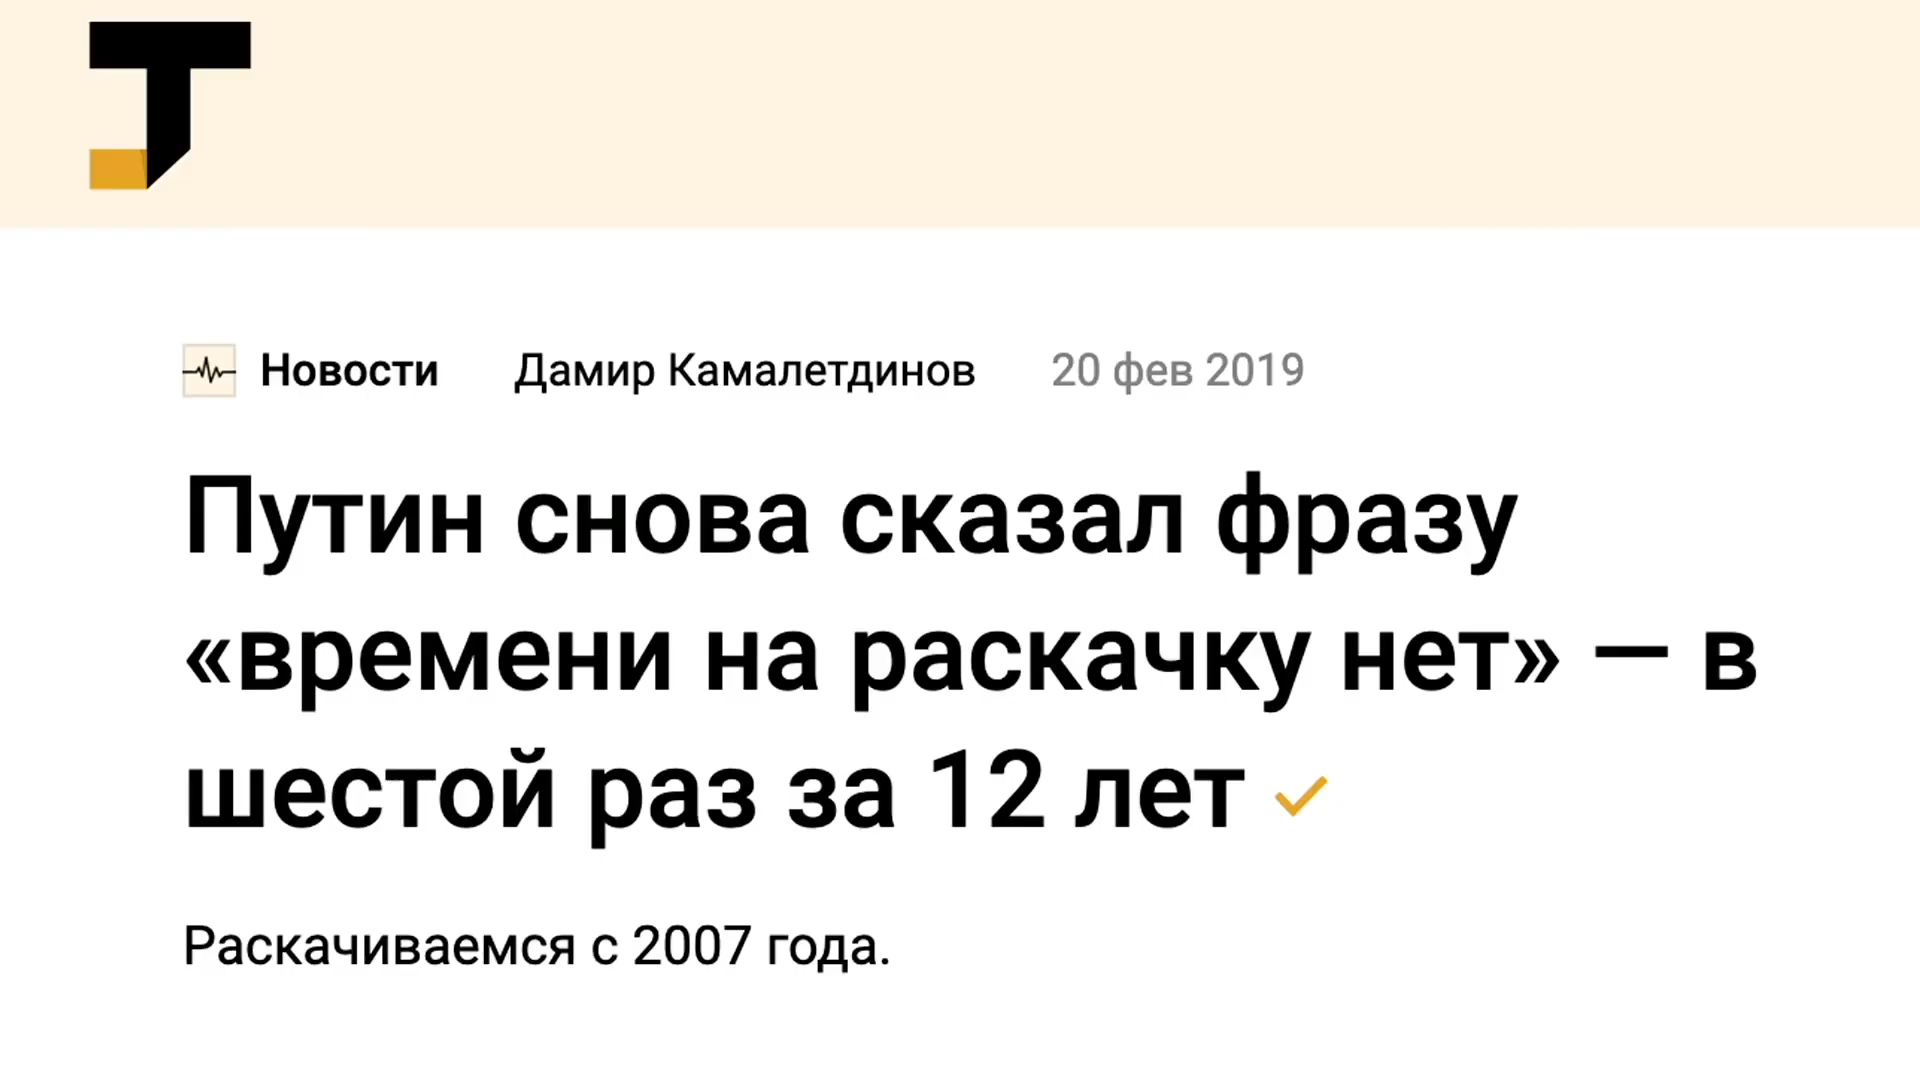 Т
Новости Дамир Камалетдинов 20 фев 2019
Путин снова сказал фразу
«времени на раскачку нет» — в
шестой раз за 12 лет
Раскачиваемся с 2007 года.